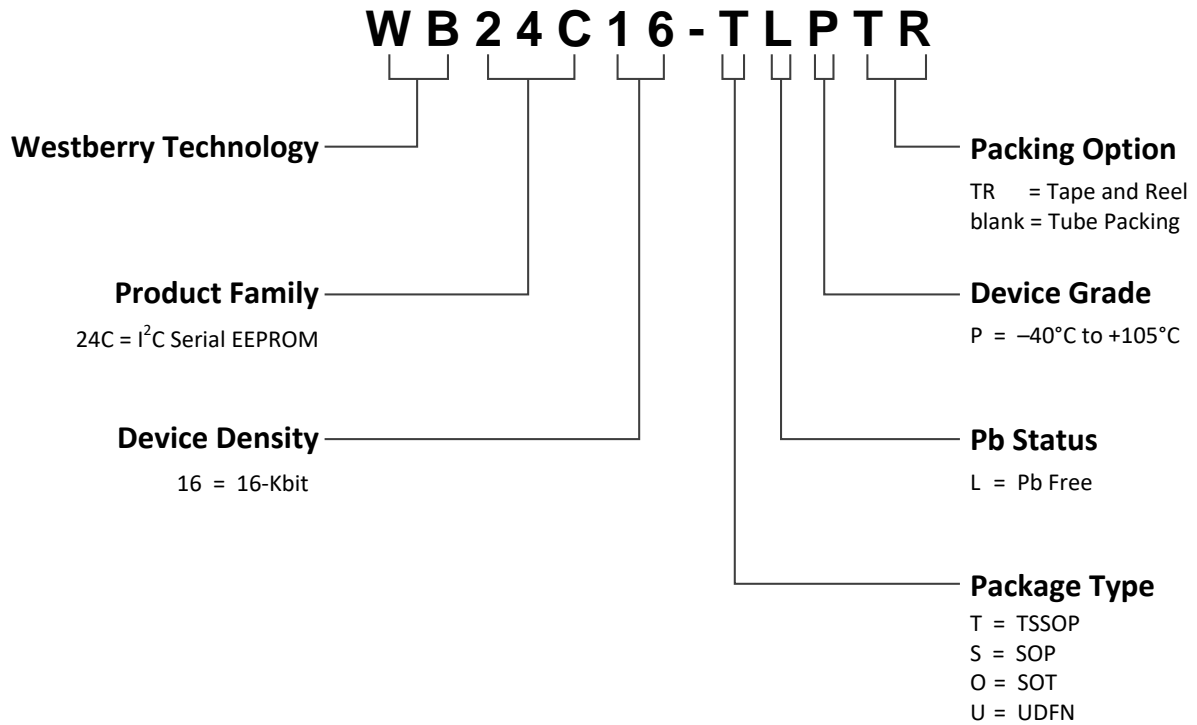 WB24C16-TLPTR
Westberry Technology
Product Family
24C = I²C Serial EEPROM
Device Density
16 = 16-Kbit
Packing Option
TR = Tape and Reel
blank = Tube Packing
Device Grade
P = –40°C to +105°C
Pb Status
L = Pb Free
Package Type
T = TSSOP
S = SOP
O = SOT
U = UDFN